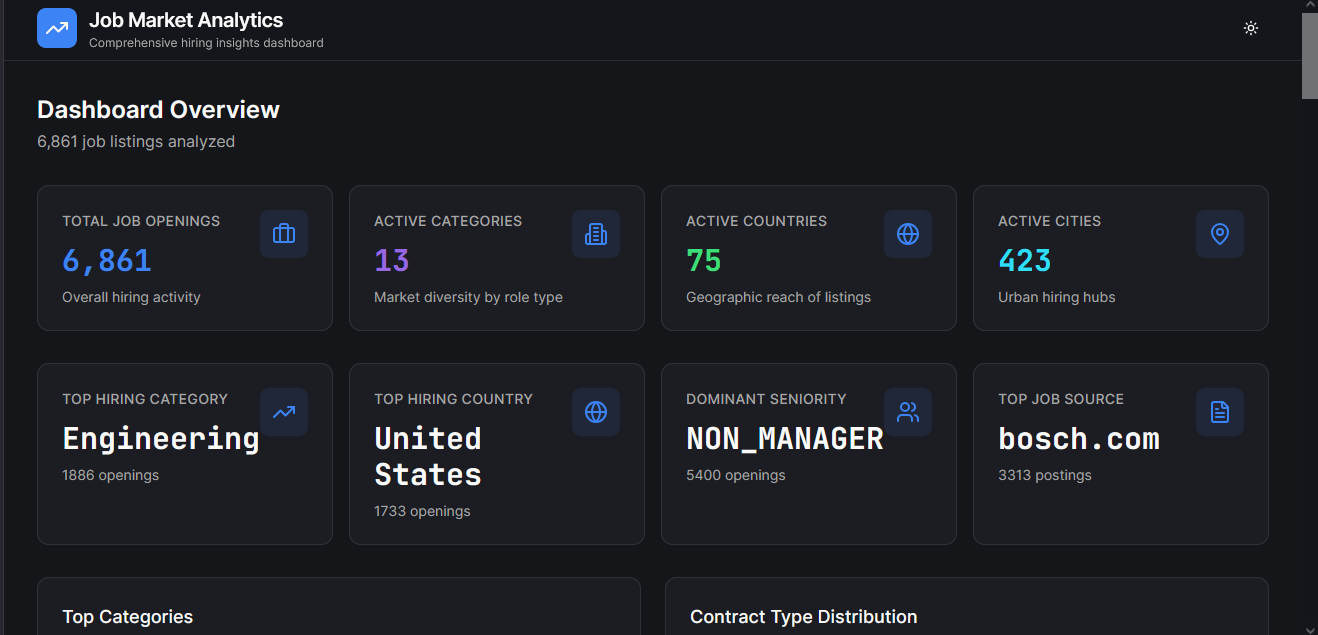 Job Market Analytics
Comprehensive hiring insights dashboard
Dashboard Overview
6,861 job listings analyzed
TOTAL JOB OPENINGS
6,861
Overall hiring activity
ACTIVE CATEGORIES
13
Market diversity by role type
ACTIVE COUNTRIES
75
Geographic reach of listings
ACTIVE CITIES
423
Urban hiring hubs
TOP HIRING CATEGORY
Engineering
1886 openings
TOP HIRING COUNTRY
United
States
1733 openings
DOMINANT SENIORITY
NON_MANAGER
5400 openings
TOP JOB SOURCE
bosch.com
3313 postings
Top Categories
Contract Type Distribution